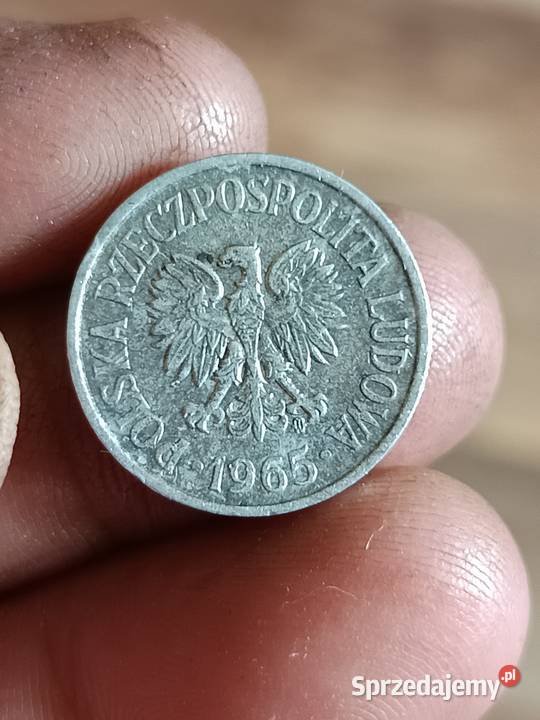 POLSKA RZECZPOSPOLITA LUDOWA
·1965·
Sprzedajemy.pl